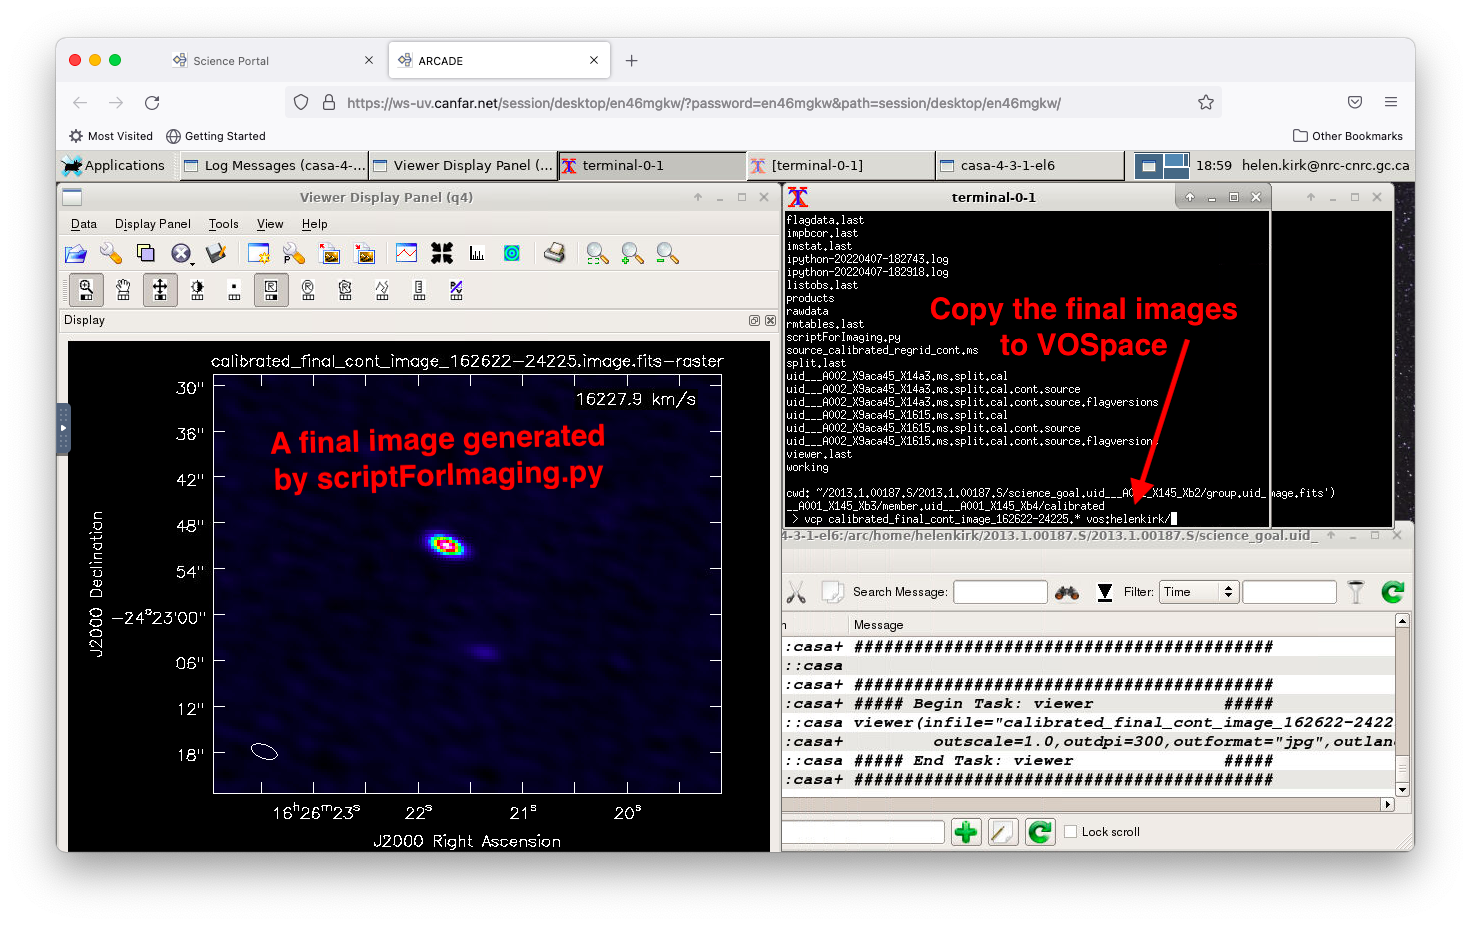 Science Portal
ARCADE
https://ws-uv.canfar.net/session/desktop/en46mgkw/?password=en46mgkw&path=session/desktop/en46mgkw/
Most Visited
Getting Started
Other Bookmarks
Applications
Log Messages (casa-4-...
Viewer Display Panel (...
terminal-0-1
[terminal-0-1]
casa-4-3-1-el6
18:59
helen.kirk@nrc-cnrc.gc.ca
Viewer Display Panel (q4)
Data Display Panel Tools View Help
Display
calibrated_final_cont_image_162622-24225.image.fits-raster
16227.9 km/s
A final image generated
by scriptForImaging.py
30"
36"
42"
48"
54"
-24°23'00"
06"
12"
18"
J2000 Declination
16h26m23s 22s 21s 20s
J2000 Right Ascension
terminal-0-1
flagdata.last
impbcor.last
imstat.last
ipython-20220407-182743.log
ipython-20220407-182918.log
listobs.last
products
rawdata
rmtables.last
scriptForImaging.py
source_calibrated_regrid_cont.ms
split.last
uid___A002_X9aca45_X14a3.ms.split.cal
uid___A002_X9aca45_X14a3.ms.split.cal.cont.source
uid___A002_X9aca45_X14a3.ms.split.cal.cont.source.flagversions
uid___A002_X9aca45_X1615.ms.split.cal
uid___A002_X9aca45_X1615.ms.split.cal.cont.source
uid___A002_X9aca45_X1615.ms.split.cal.cont.source.flagversions
viewer.last
working
cwd: ~/2013.1.00187.S/2013.1.00187.S/science_goal.uid___A001_X145_Xb2/group.uid_mage.fits')
__A001_X145_Xb3/member.uid___A001_X145_Xb4/calibrated
> vcp calibrated_final_cont_image_162622-24225.* vos:helenkirk/
Copy the final images
to VOSpace
4-3-1-el6:/arc/home/helenkirk/2013.1.00187.S/2013.1.00187.S/science_goal.uid_
Search Message:
Filter:
Time
Message
:casa+ ##########################################
::casa
:casa+ ##########################################
:casa+ ##### Begin Task: viewer #####
::casa viewer(infile="calibrated_final_cont_image_162622-2422
:casa+ outscale=1.0,outdpi=300,outformat="jpg",outlan
::casa ##### End Task: viewer #####
:casa+ ##########################################
Lock scroll